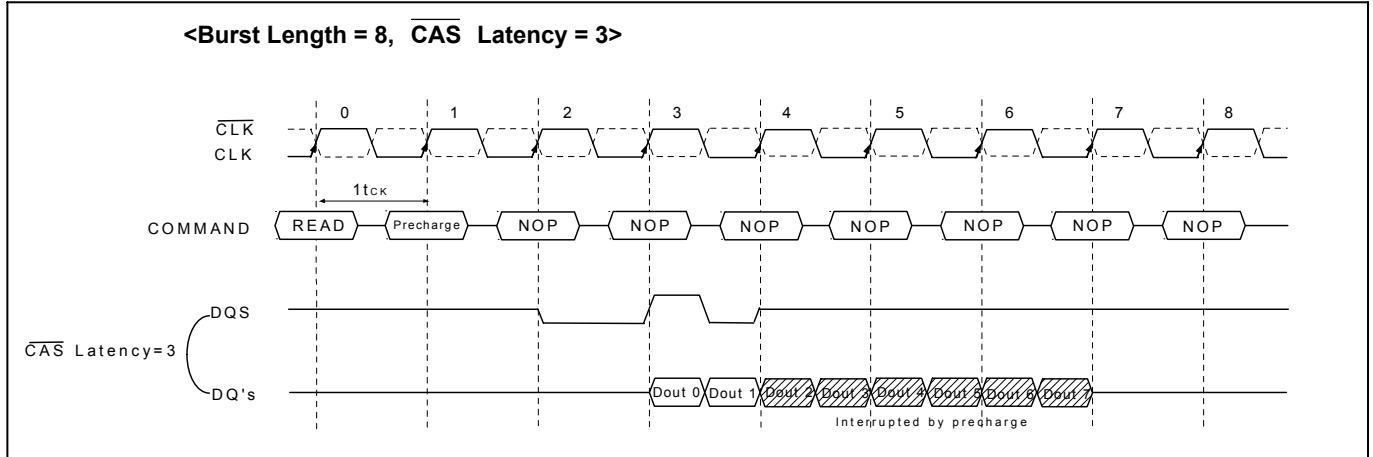 <Burst Length = 8, CAS Latency = 3>
0 1 2 3 4 5 6 7 8
CLK
CLK
1tCK
COMMAND READ Precharge NOP NOP NOP NOP NOP NOP NOP
DQS
CAS Latency=3
DQ's Dout 0 Dout 1 Dout 2 Dout 3 Dout 4 Dout 5 Dout 6 Dout 7
Interrupted by precharge